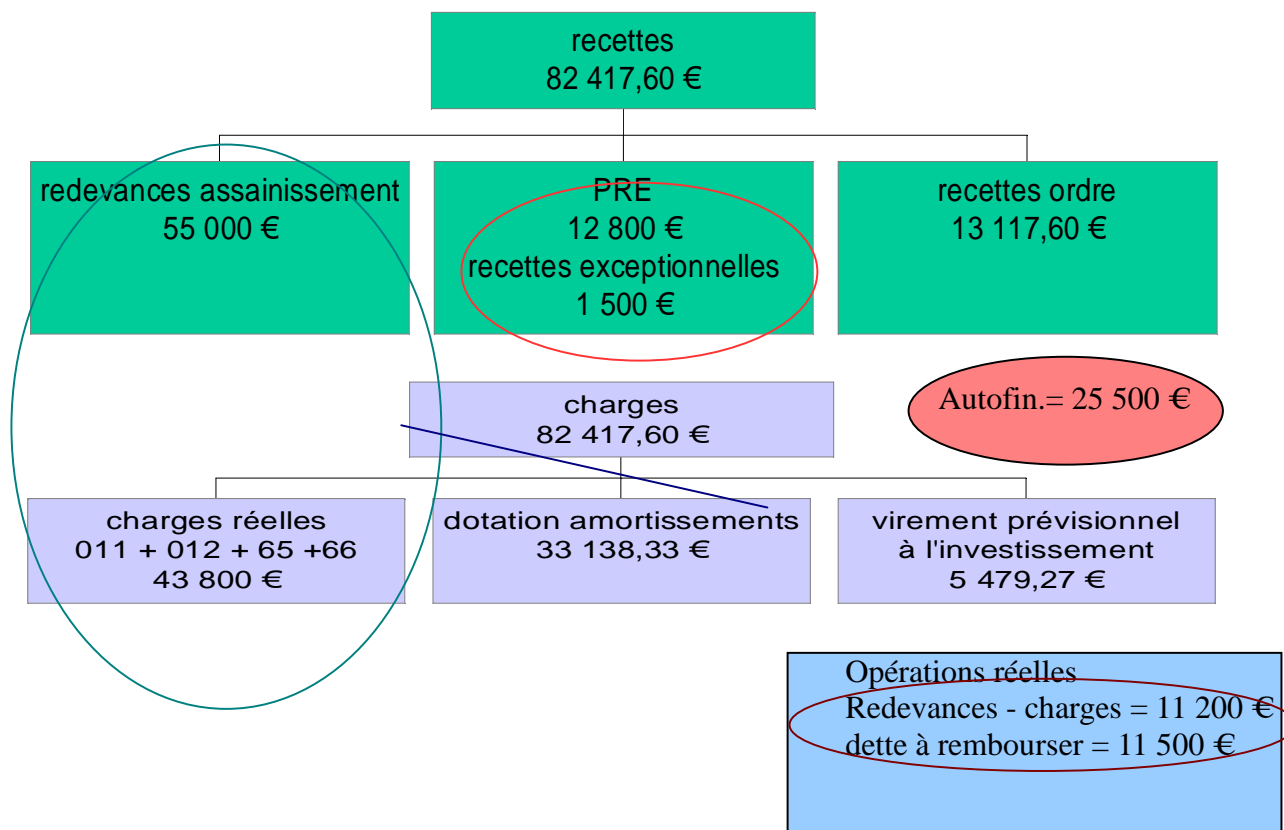 recettes
82 417,60 €
redevances assainissement
55 000 €
PRE
12 800 €
recettes exceptionnelles
1 500 €
recettes ordre
13 117,60 €
Autofin.= 25 500 €
charges
82 417,60 €
charges réelles
011 + 012 + 65 +66
43 800 €
dotation amortissements
33 138,33 €
virement prévisionnel
à l'investissement
5 479,27 €
Opérations réelles
Redevances - charges = 11 200 €
dette à rembourser = 11 500 €